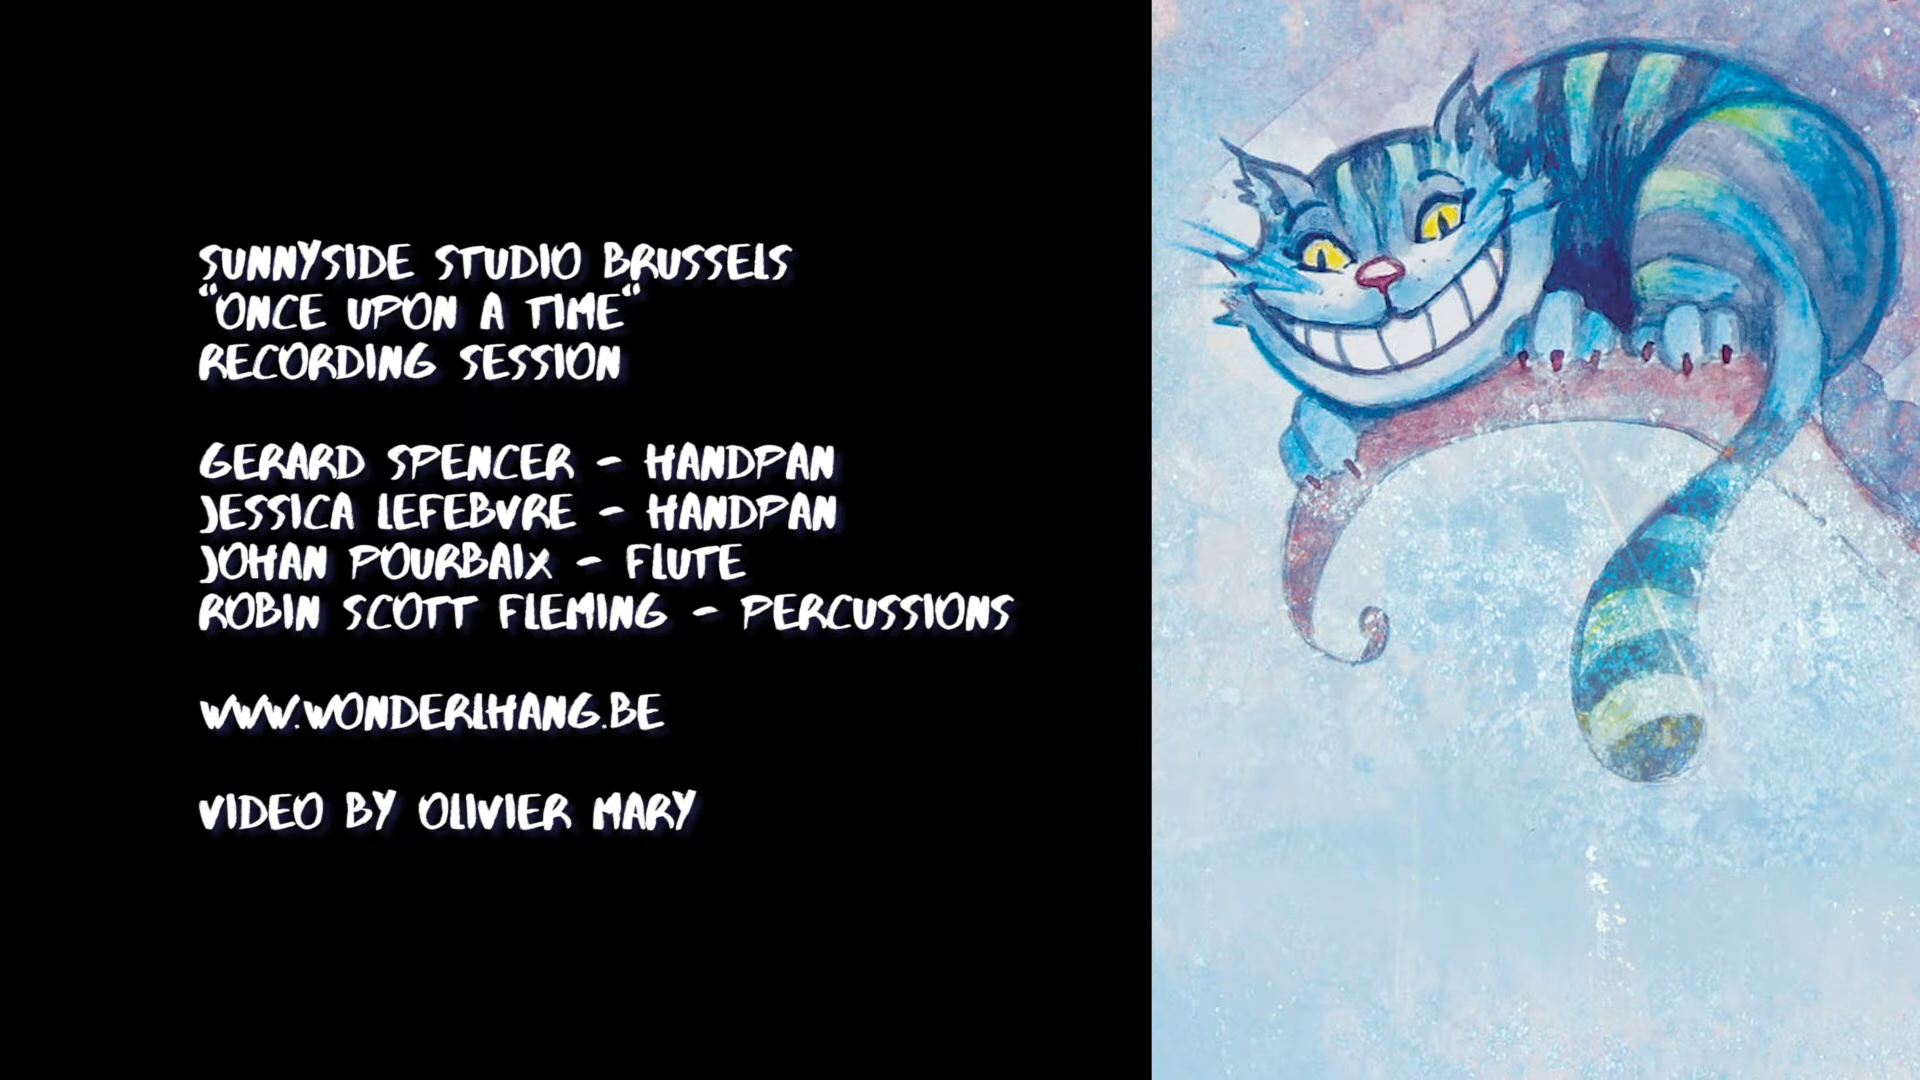 SUNNYSIDE STUDIO BRUSSELS
"ONCE UPON A TIME"
RECORDING SESSION
GERARD SPENCER - HANDPAN
JESSICA LEFEBVRE - HANDPAN
JOHAN POURBAIX - FLUTE
ROBIN SCOTT FLEMING - PERCUSSIONS
WWW.WONDERLHANG.BE
VIDEO BY OLIVIER MARY